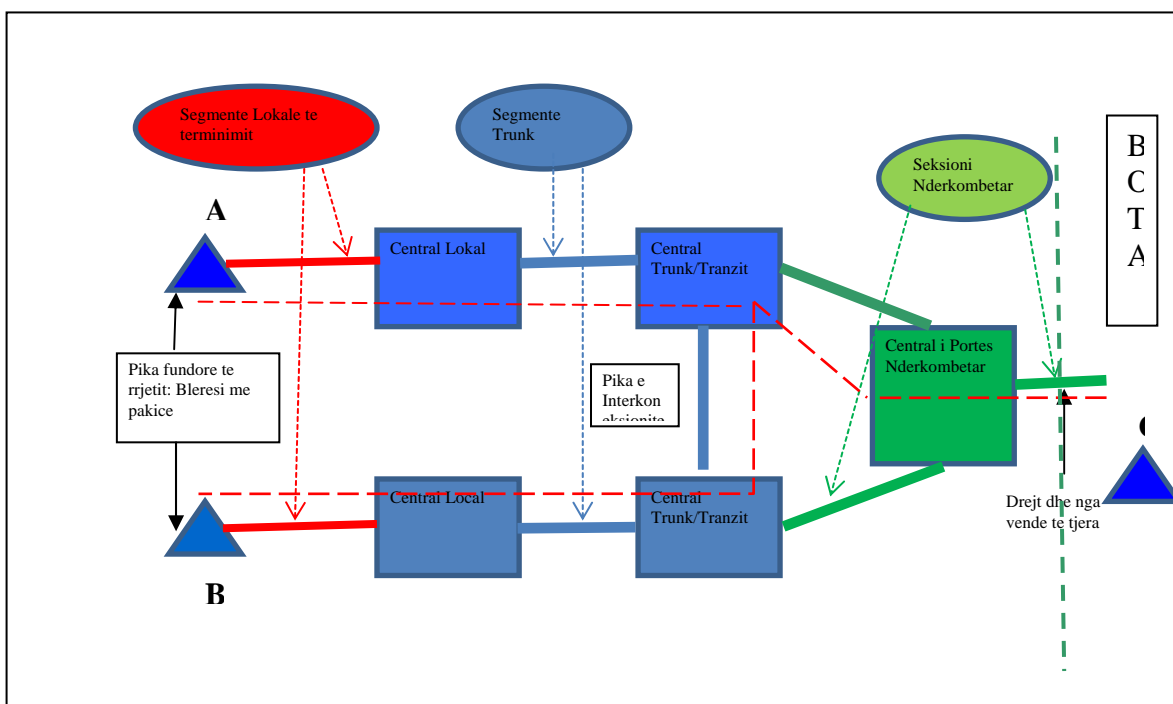 Segmente Lokale te
terminimit
Segmente
Trunk
Seksioni
Nderkombetar
B
O
T
A
A
Central Lokal
Central
Trunk/Tranzit
Central i Portes
Nderkombetar
Pika fundore te
rrjetit: Bleresi me
pakice
Pika e
Interkon
eksionite
Central Local
Central
Trunk/Tranzit
Drejt dhe nga
vende te tjera
B